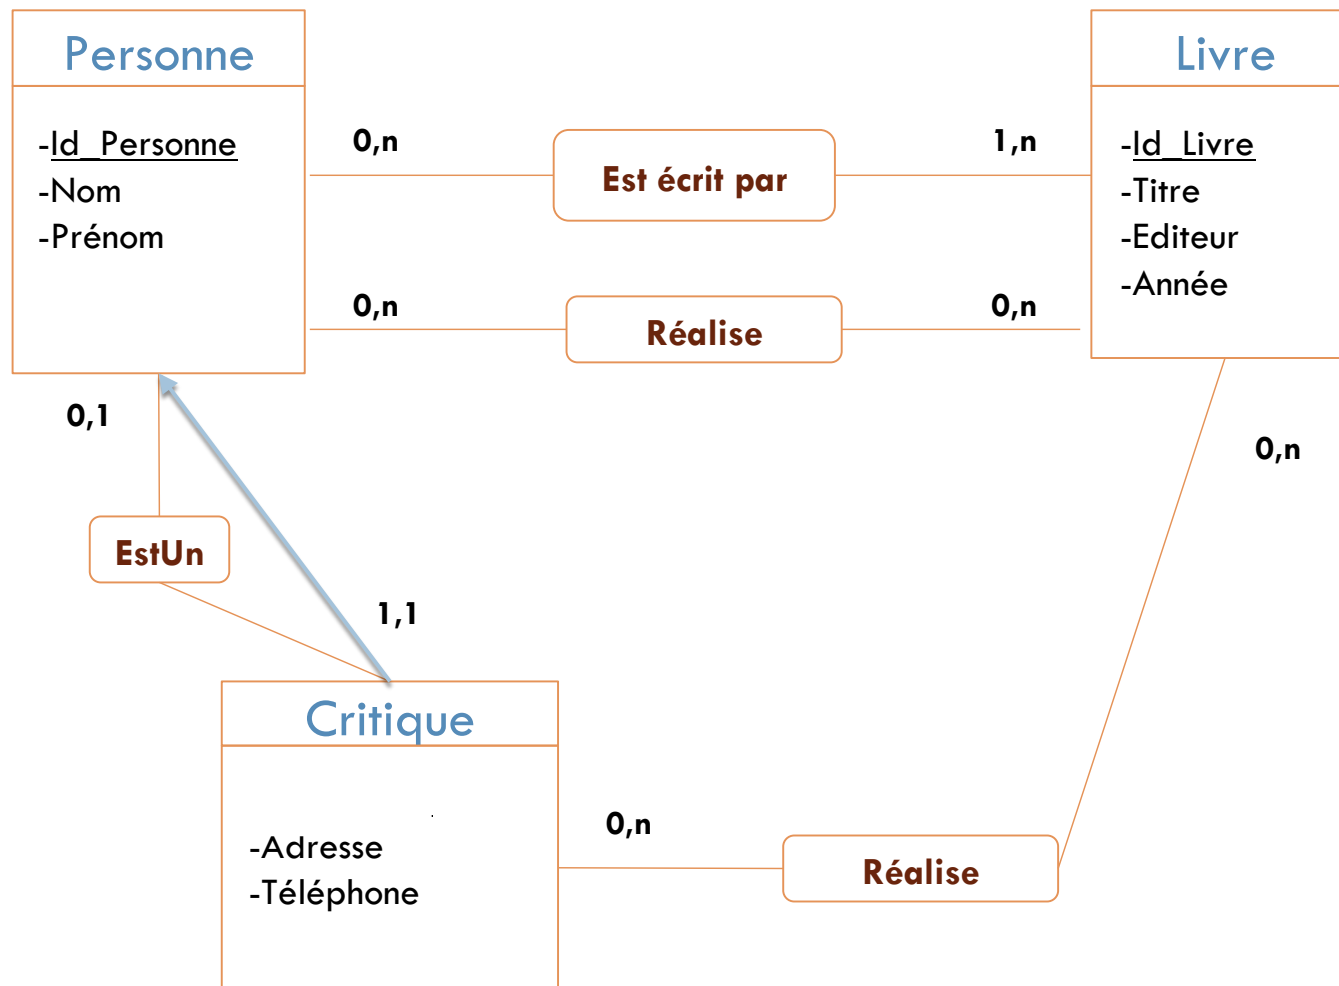 Personne
-Id_Personne
-Nom
-Prénom
Livre
-Id_Livre
-Titre
-Editeur
-Année
0,n
Est écrit par
1,n
0,n
Réalise
0,n
0,1
EstUn
1,1
0,n
Critique
-Adresse
-Téléphone
0,n
Réalise